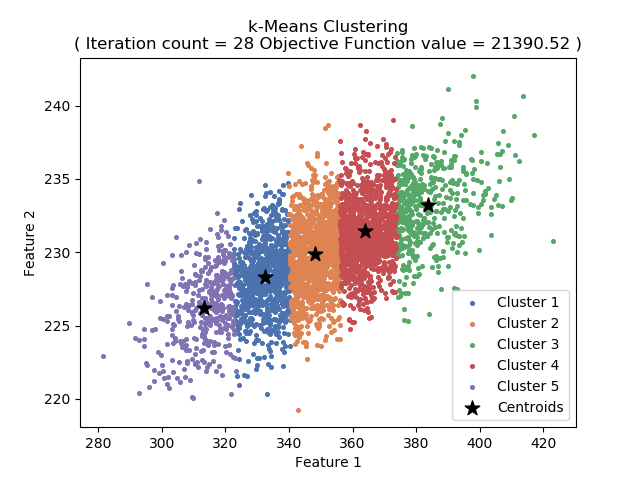 k-Means Clustering
( Iteration count = 28 Objective Function value = 21390.52 )
240
235
230
225
220
Feature 2
280 300 320 340 360 380 400 420
Feature 1
Cluster 1
Cluster 2
Cluster 3
Cluster 4
Cluster 5
Centroids